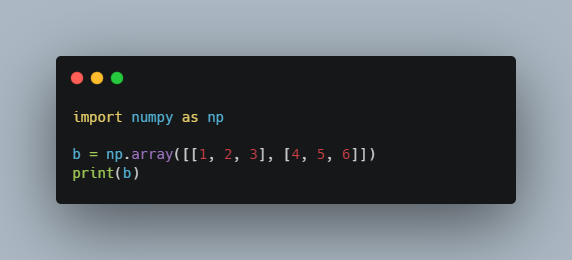 import numpy as np
b = np.array([[1, 2, 3], [4, 5, 6]])
print(b)